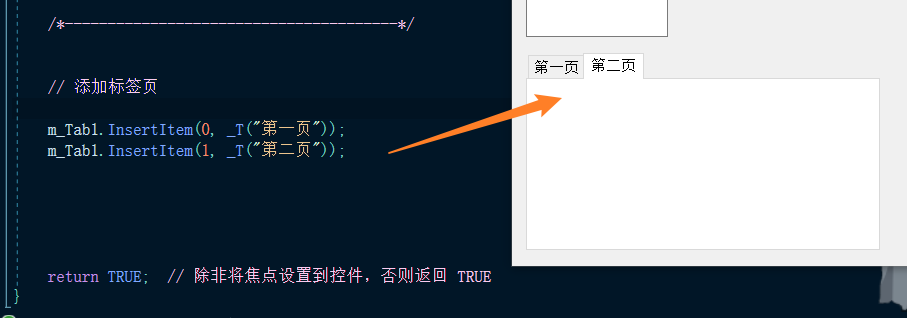 /*---------------------------------------*/
// 添加标签页
m_Tabl.InsertItem(0, _T("第一页"));
m_Tabl.InsertItem(1, _T("第二页"));
return TRUE;  // 除非将焦点设置到控件，否则返回 TRUE
}
第一页 第二页